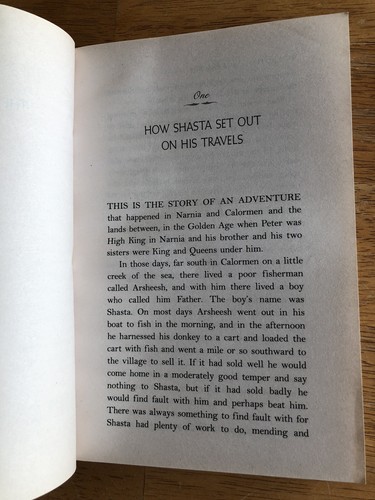 One
HOW SHASTA SET OUT
ON HIS TRAVELS
THIS IS THE STORY OF AN ADVENTURE
that happened in Narnia and Calormen and the
lands between, in the Golden Age when Peter was
High King in Narnia and his brother and his two
sisters were King and Queens under him.
In those days, far south in Calormen on a little
creek of the sea, there lived a poor fisherman
called Arsheesh, and with him there lived a boy
who called him Father. The boy's name was
Shasta. On most days Arsheesh went out in his
boat to fish in the morning, and in the afternoon
he harnessed his donkey to a cart and loaded the
cart with fish and went a mile or so southward to
the village to sell it. If it had sold well he would
come home in a moderately good temper and say
nothing to Shasta, but if it had sold badly he
would find fault with him and perhaps beat him.
There was always something to find fault with for
Shasta had plenty of work to do, mending and